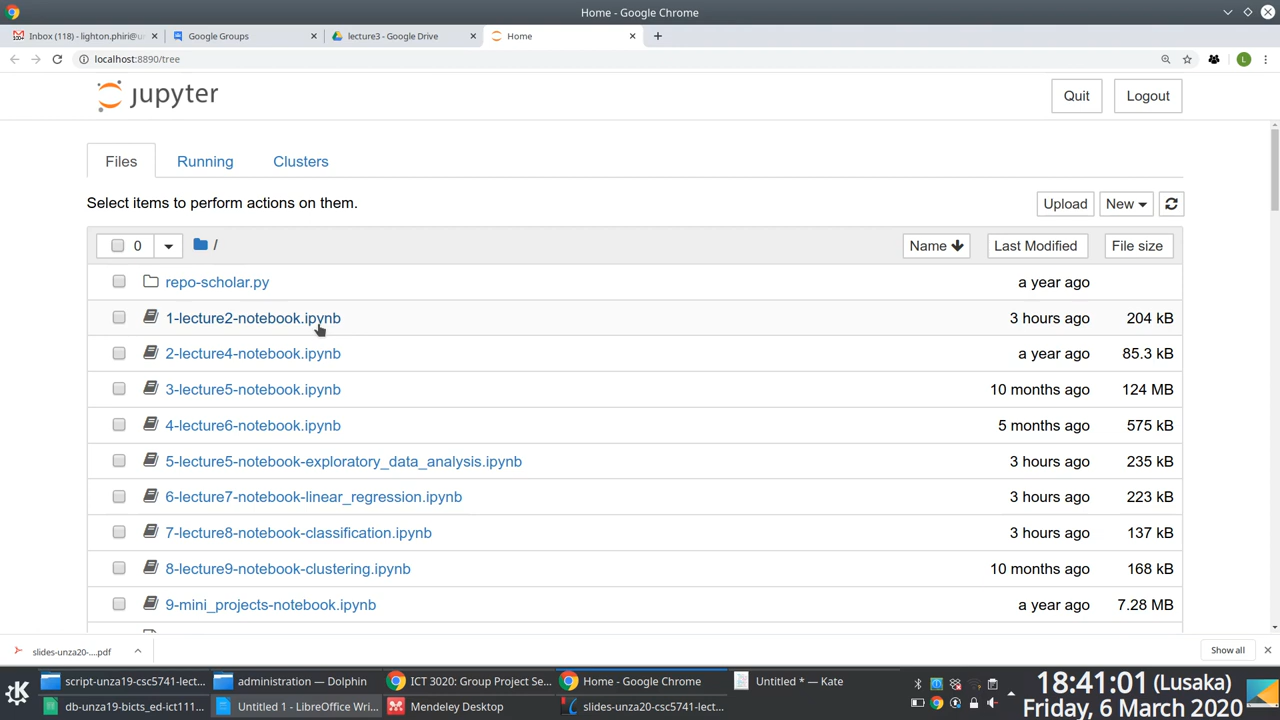 Home - Google Chrome
Inbox (118) - lighton.phiri@u
Google Groups
lecture3 - Google Drive
Home
localhost:8890/tree
L
jupyter
Quit
Logout
Files
Running
Clusters
Select items to perform actions on them.
Upload
New
0
/
Name
Last Modified
File size
repo-scholar.py
a year ago
1-lecture2-notebook.ipynb
3 hours ago
204 kB
2-lecture4-notebook.ipynb
a year ago
85.3 kB
3-lecture5-notebook.ipynb
10 months ago
124 MB
4-lecture6-notebook.ipynb
5 months ago
575 kB
5-lecture5-notebook-exploratory_data_analysis.ipynb
3 hours ago
235 kB
6-lecture7-notebook-linear_regression.ipynb
3 hours ago
223 kB
7-lecture8-notebook-classification.ipynb
3 hours ago
137 kB
8-lecture9-notebook-clustering.ipynb
10 months ago
168 kB
9-mini_projects-notebook.ipynb
a year ago
7.28 MB
slides-unza20-....pdf
Show all
script-unza19-csc5741-lect...
administration — Dolphin
ICT 3020: Group Project Se...
Home - Google Chrome
Untitled * — Kate
db-unza19-bicts_ed-ict111...
Untitled 1 - LibreOffice Wri...
Mendeley Desktop
slides-unza20-csc5741-lect...
18:41:01 (Lusaka)
Friday, 6 March 2020